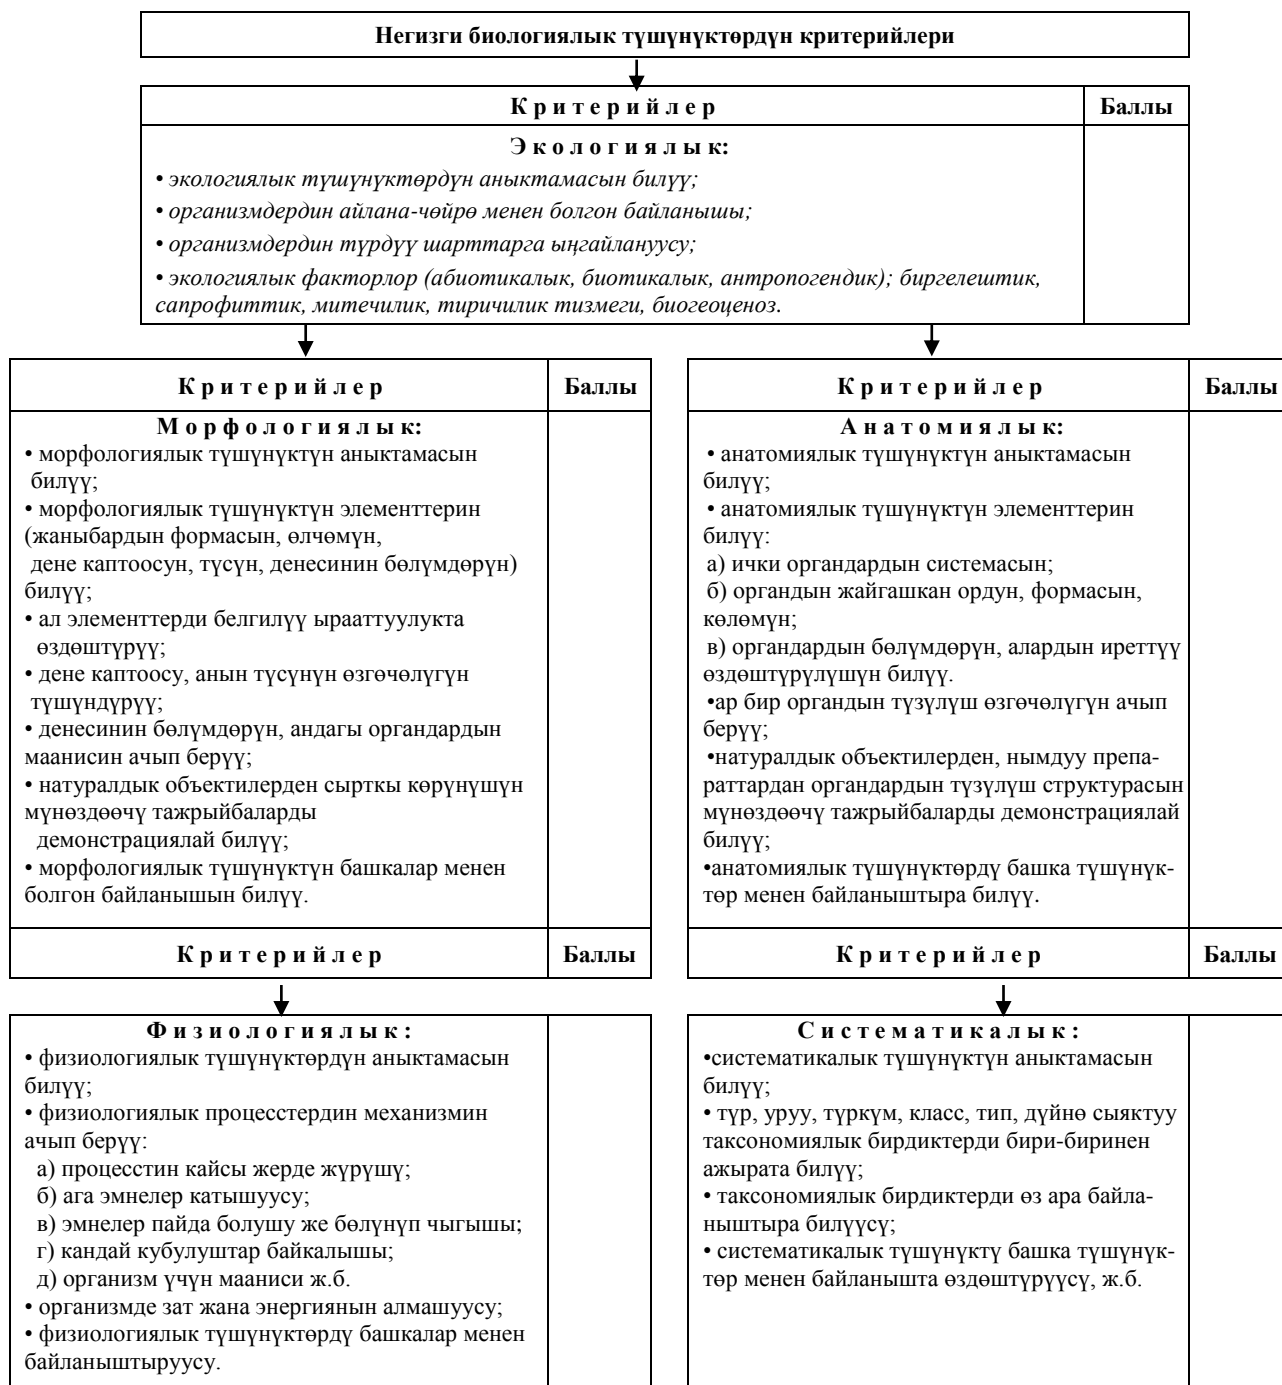 Негизги биологиялык түшүнүктөрдүн критерийлери
К р и т е р и й л е р
Баллы
Э к о л о г и я л ы к:
• экологиялык түшүнүктөрдүн аныктамасын билүү;
• организмдердин айлана-чөйрө менен болгон байланышы;
• организмдердин түрдүү шарттарга ыңгайлануусу;
• экологиялык факторлор (абиотикалык, биотикалык, антропогендик); биргелештик,
сапрофиттик, митечилик, тиричилик тизмеги, биогеоценоз.
К р и т е р и й л е р
Баллы
М о р ф о л о г и я л ы к:
• морфологиялык түшүнүктүн аныктамасын
билүү;
• морфологиялык түшүнүктүн элементтерин
(жаныбардын формасын, өлчөмүн,
дене каптоосун, түсүн, денесинин бөлүмдөрүн)
билүү;
• ал элементтерди белгилүү ырааттуулукта
өздөштүрүү;
• дене каптоосу, анын түсүнүн өзгөчөлүгүн
түшүндүрүү;
• денесинин бөлүмдөрүн, андагы органдардын
маанисин ачып берүү;
• натуралдык объектилерден сырткы көрүнүшүн
мүнөздөөчү тажрыйбаларды
демонстрациялай билүү;
• морфологиялык түшүнүктүн башкалар менен
болгон байланышын билүү.
К р и т е р и й л е р
Баллы
Ф и з и о л о г и я л ы к :
• физиологиялык түшүнүктөрдүн аныктамасын
билүү;
• физиологиялык процесстердин механизмин
ачып берүү:
а) процесстин кайсы жерде жүрүшү;
б) ага эмнелер катышуусу;
в) эмнелер пайда болушу же бөлүнүп чыгышы;
г) кандай кубулуштар байкалышы;
д) организм үчүн мааниси ж.б.
• организмде зат жана энергиянын алмашуусу;
• физиологиялык түшүнүктөрдү башкалар менен
байланыштыруусу.
К р и т е р и й л е р
Баллы
А н а т о м и я л ы к:
• анатомиялык түшүнүктүн аныктамасын
билүү;
• анатомиялык түшүнүктүн элементтерин
билүү:
а) ички органдардын системасын;
б) органдын жайгашкан ордун, формасын,
көлөмүн;
в) органдардын бөлүмдөрүн, алардын иреттүү
өздөштүрүлүшүн билүү.
•ар бир органдын түзүлүш өзгөчөлүгүн ачып
берүү;
•натуралдык объектилерден, нымдуу препа-
раттардан органдардын түзүлүш структурасын
мүнөздөөчү тажрыйбаларды демонстрациялай
билүү;
•анатомиялык түшүнүктөрдү башка түшүнүк-
төр менен байланыштыра билүү.
К р и т е р и й л е р
Баллы
С и с т е м а т и к а л ы к :
•систематикалык түшүнүктүн аныктамасын
билүү;
• түр, уруу, түркүм, класс, тип, дүйнө сыяктуу
таксономиялык бирдиктерди бири-биринен
ажырата билүү;
• таксономиялык бирдиктерди өз ара байла-
ныштыра билүүсү;
• систематикалык түшүнүктү башка түшүнүк-
төр менен байланышта өздөштүрүүсү, ж.б.